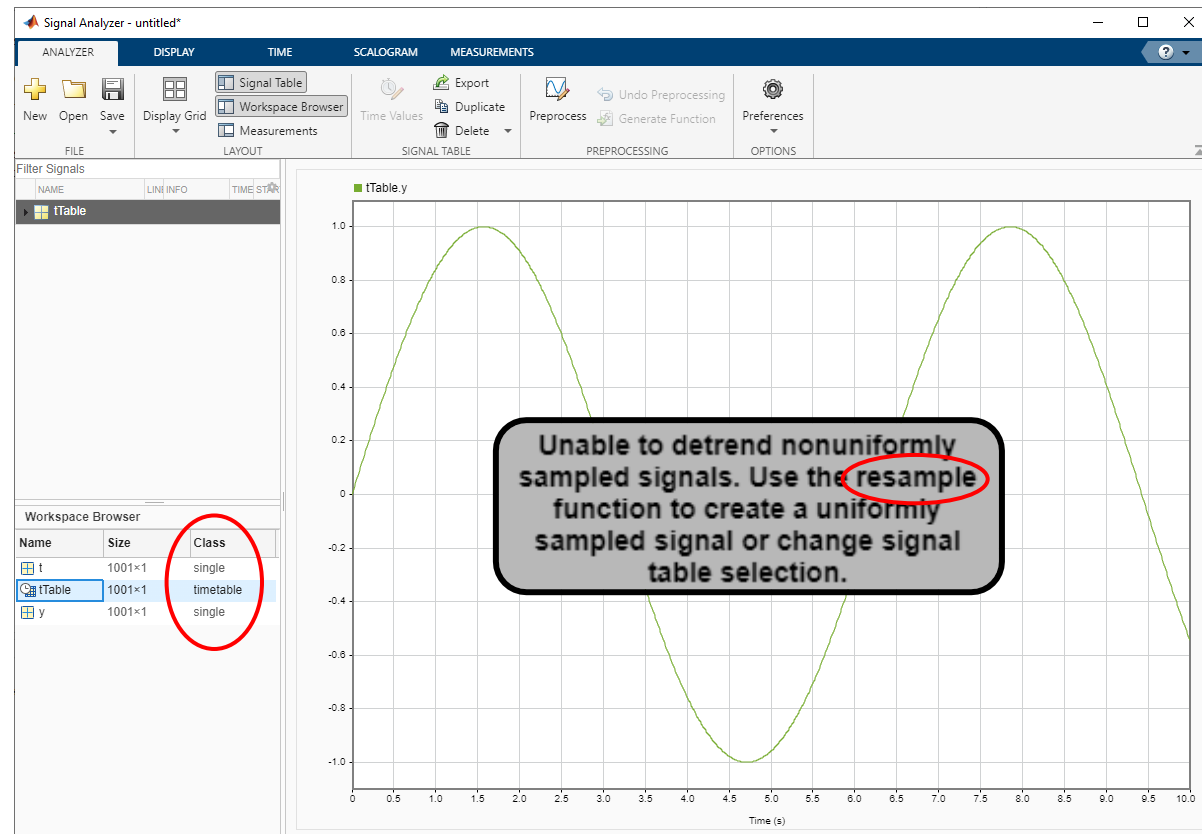 Signal Analyzer - untitled*
ANALYZER DISPLAY TIME SCALOGRAM MEASUREMENTS
New Open Save
FILE
Display Grid
Signal Table
Workspace Browser
Measurements
LAYOUT
Time Values
Export
Duplicate
Delete
SIGNAL TABLE
Preprocess
Undo Preprocessing
Generate Function
PREPROCESSING
Preferences
OPTIONS
Filter Signals
NAME LINI INFO TIME STAR
tTable
Workspace Browser
Name Size Class
t 1001×1 single
tTable 1001×1 timetable
y 1001×1 single
tTable.y
1.0
0.8
0.6
0.4
0.2
0
-0.2
-0.4
-0.6
-0.8
-1.0
Unable to detrend nonuniformly
sampled signals. Use the resample
function to create a uniformly
sampled signal or change signal
table selection.
0 0.5 1.0 1.5 2.0 2.5 3.0 3.5 4.0 4.5 5.0 5.5 6.0 6.5 7.0 7.5 8.0 8.5 9.0 9.5 10.0
Time (s)